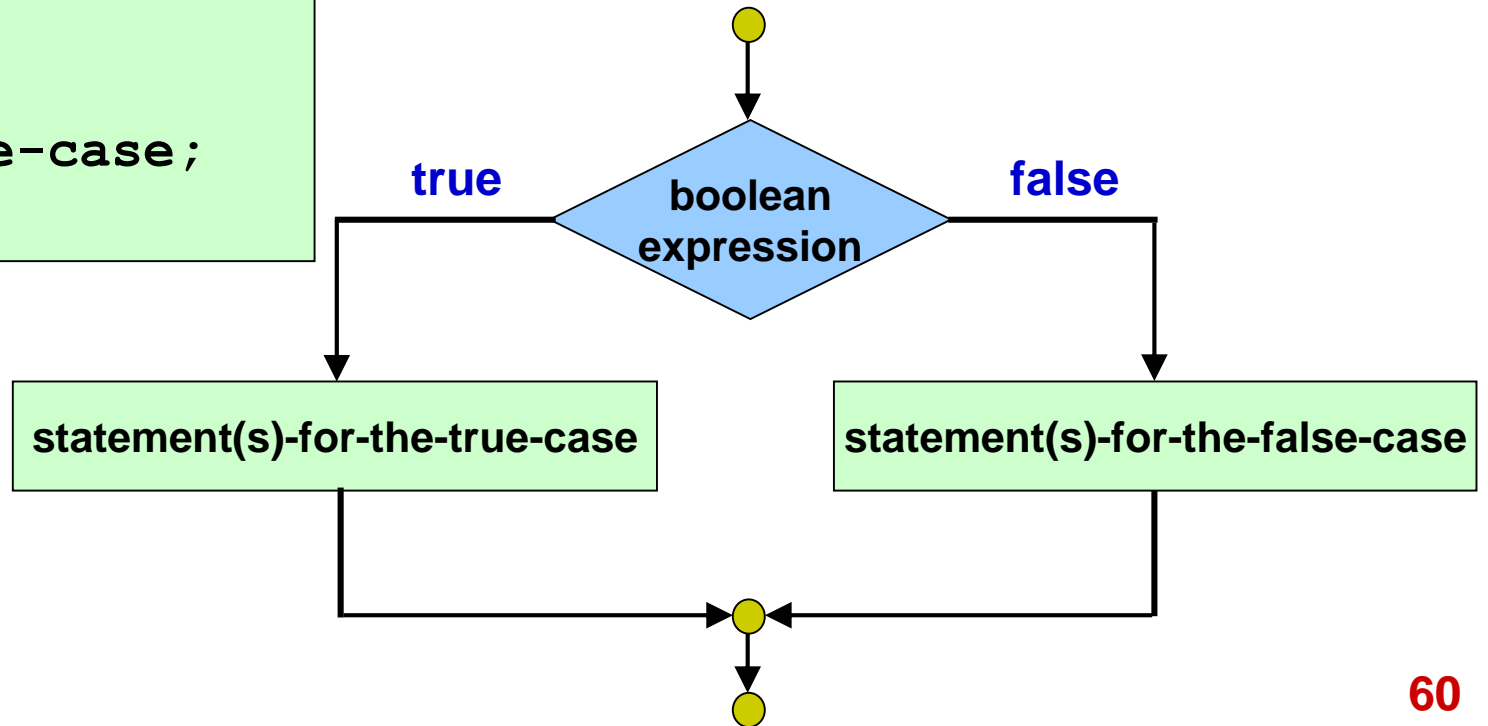 e-case;
true
false
boolean
expression
statement(s)-for-the-true-case
statement(s)-for-the-false-case
60